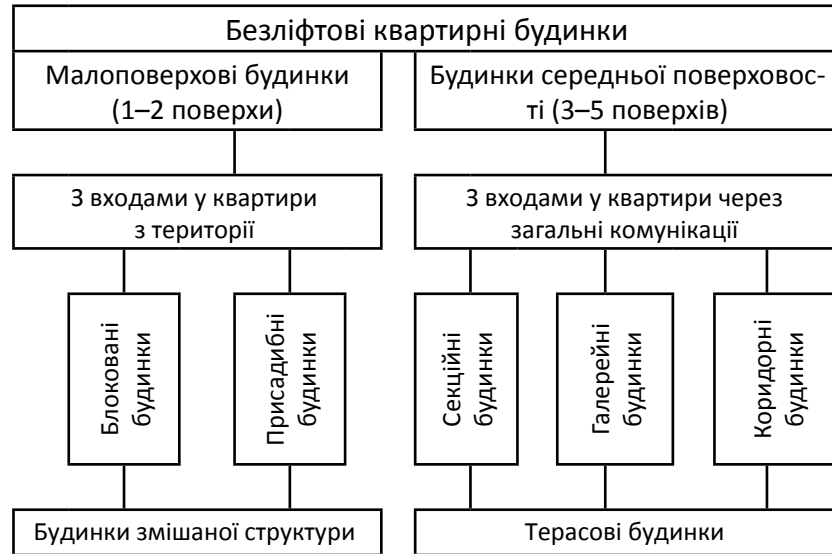 Безліфтові квартирні будинки
Малоповерхові будинки
(1–2 поверхи)
Будинки середньої поверховос-
ті (3–5 поверхів)
З входами у квартири
з території
З входами у квартири через
загальні комунікації
Блоковані
будинки
Присадибні
будинки
Секційні
будинки
Галерейні
будинки
Коридорні
будинки
Будинки змішаної структури
Терасові будинки